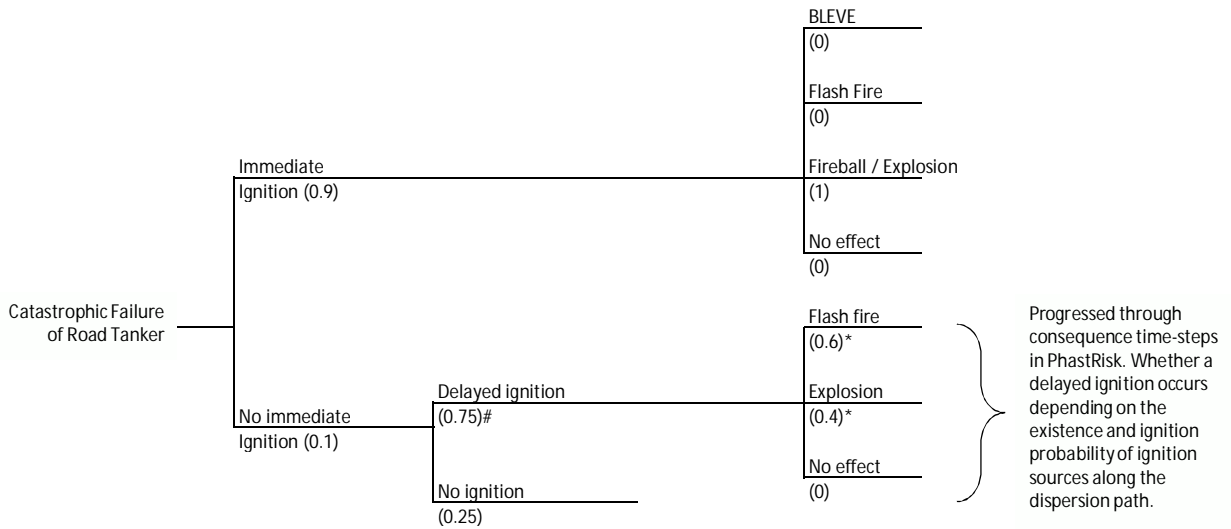 BLEVE
(0)
Flash Fire
(0)
Immediate
Ignition (0.9)
Fireball / Explosion
(1)
No effect
(0)
Catastrophic Failure
of Road Tanker
Flash fire
(0.6)*
No immediate
Ignition (0.1)
Delayed ignition
(0.75)#
Explosion
(0.4)*
No effect
(0)
No ignition
(0.25)
Progressed through
consequence time-steps
in PhastRisk. Whether a
delayed ignition occurs
depending on the
existence and ignition
probability of ignition
sources along the
dispersion path.